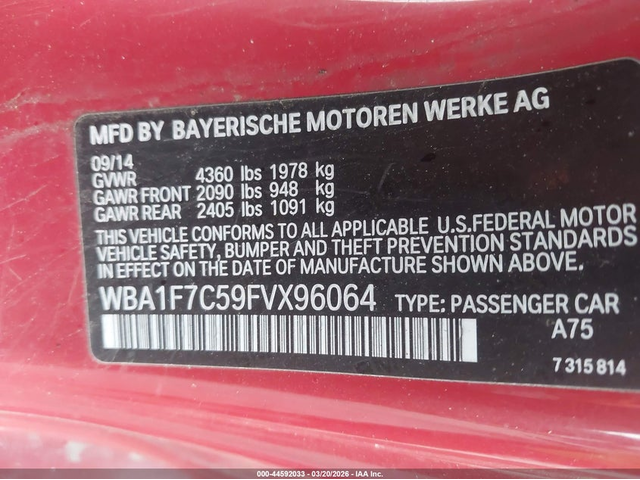 MFD BY BAYERISCHE MOTOREN WERKE AG
09/14
GVWR 4360 lbs 1978 kg
GAWR FRONT 2090 lbs 948 kg
GAWR REAR 2405 lbs 1091 kg
THIS VEHICLE CONFORMS TO ALL APPLICABLE U.S.FEDERAL MOTOR
VEHICLE SAFETY, BUMPER AND THEFT PREVENTION STANDARDS
IN EFFECT ON THE DATE OF MANUFACTURE SHOWN ABOVE.
WBA1F7C59FVX96064 TYPE: PASSENGER CAR
A75
7 315 814
000-44592033 | 03/20/2026 | IAA Inc.